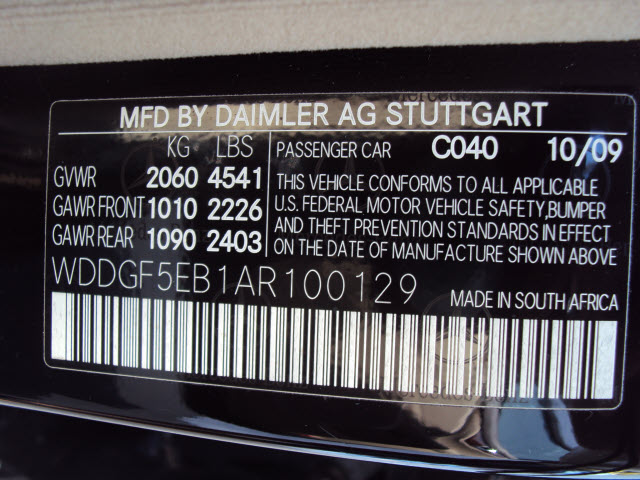 MFD BY DAIMLER AG STUTTGART
KG LBS
GVWR 2060 4541
GAWR FRONT 1010 2226
GAWR REAR 1090 2403
PASSENGER CAR C040 10/09
THIS VEHICLE CONFORMS TO ALL APPLICABLE
U.S. FEDERAL MOTOR VEHICLE SAFETY,BUMPER
AND THEFT PREVENTION STANDARDS IN EFFECT
ON THE DATE OF MANUFACTURE SHOWN ABOVE
WDDGF5EB1AR100129
MADE IN SOUTH AFRICA